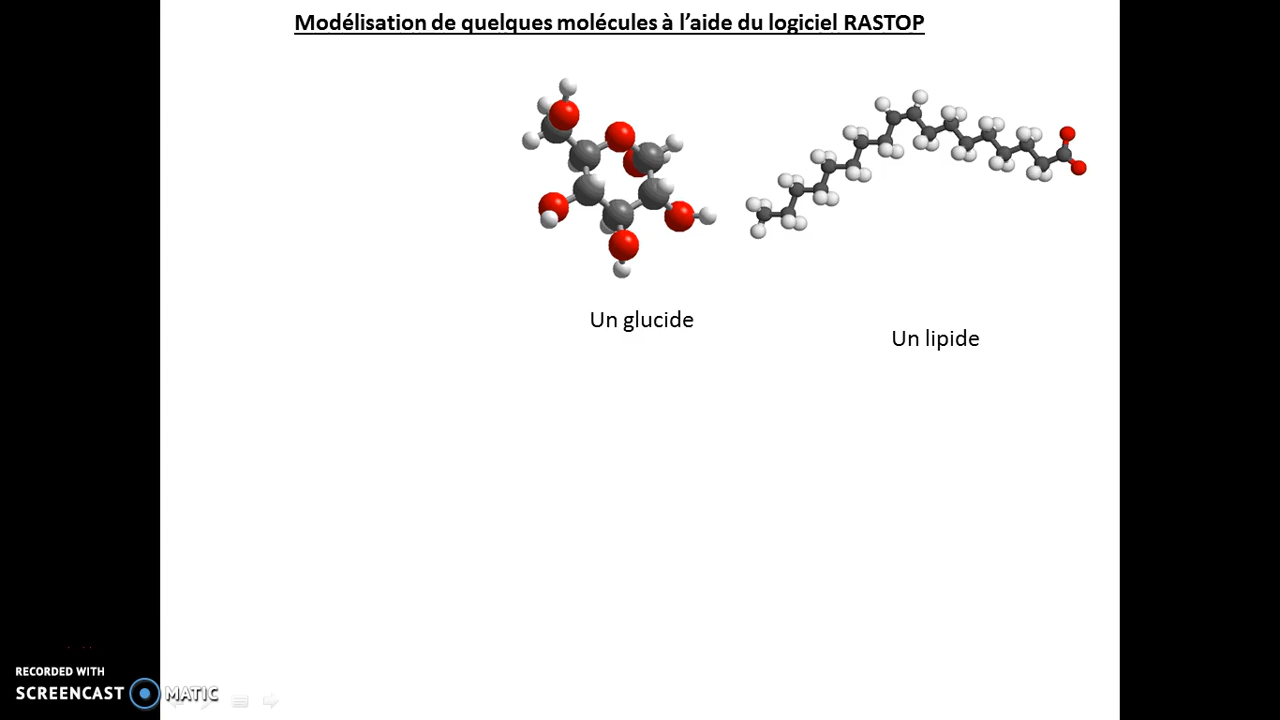 Modélisation de quelques molécules à l’aide du logiciel RASTOP
Un glucide
Un lipide
RECORDED WITH
SCREENCAST MATIC